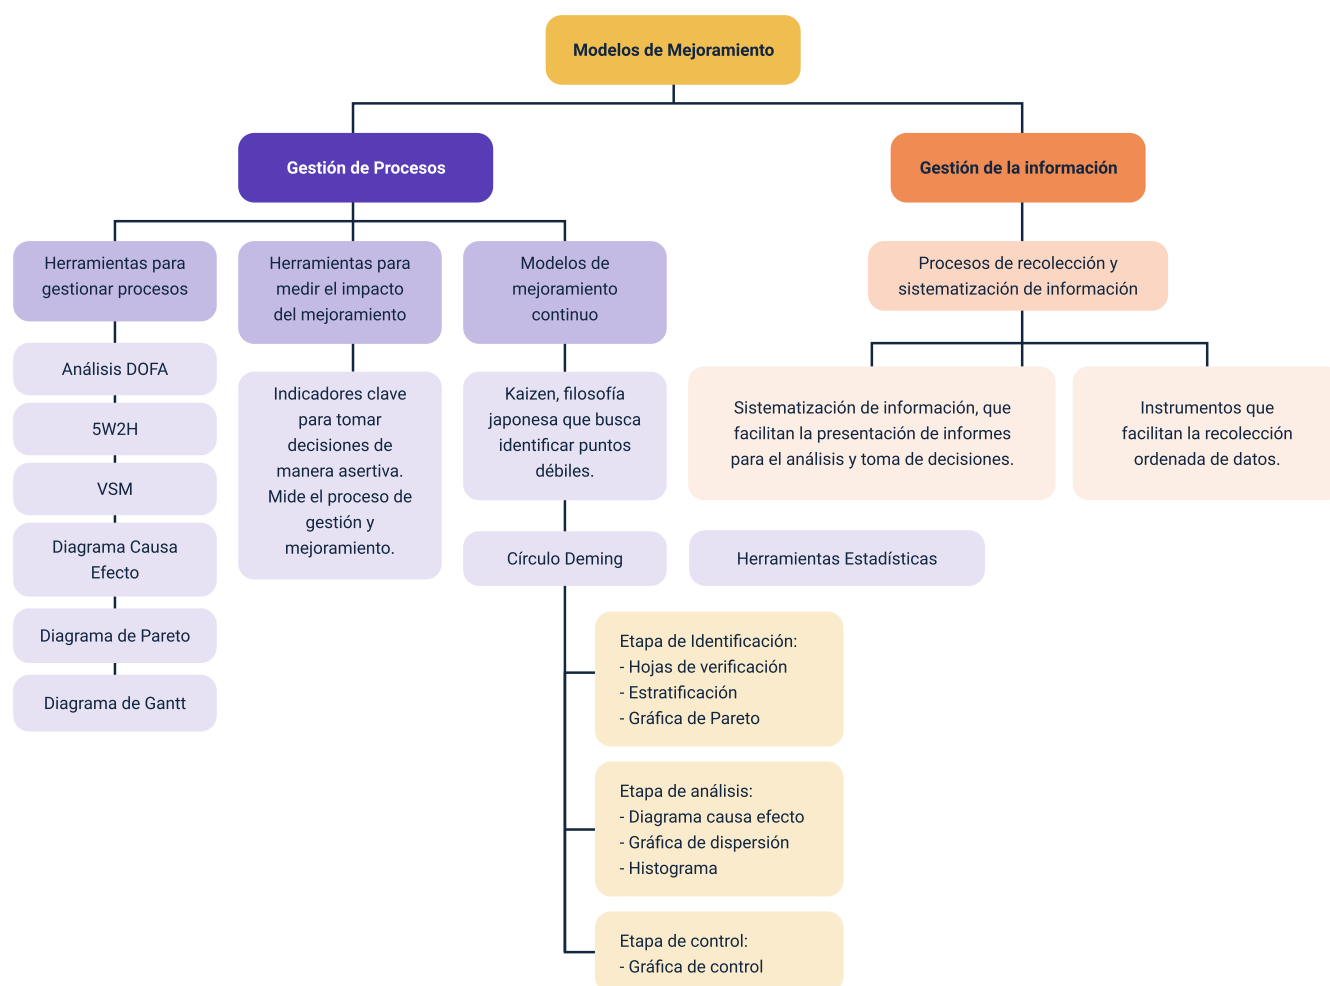 Modelos de Mejoramiento
Gestión de Procesos
Gestión de la información
Herramientas para
gestionar procesos
Análisis DOFA
5W2H
VSM
Diagrama Causa
Efecto
Diagrama de Pareto
Diagrama de Gantt
Herramientas para
medir el impacto
del mejoramiento
Indicadores clave
para tomar
decisiones de
manera asertiva.
Mide el proceso de
gestión y
mejoramiento.
Modelos de
mejoramiento
continuo
Kaizen, filosofía
japonesa que busca
identificar puntos
débiles.
Círculo Deming
Herramientas Estadísticas
Etapa de Identificación:
- Hojas de verificación
- Estratificación
- Gráfica de Pareto
Etapa de análisis:
- Diagrama causa efecto
- Gráfica de dispersión
- Histograma
Etapa de control:
- Gráfica de control
Procesos de recolección y
sistematización de información
Sistematización de información, que
facilitan la presentación de informes
para el análisis y toma de decisiones.
Instrumentos que
facilitan la recolección
ordenada de datos.